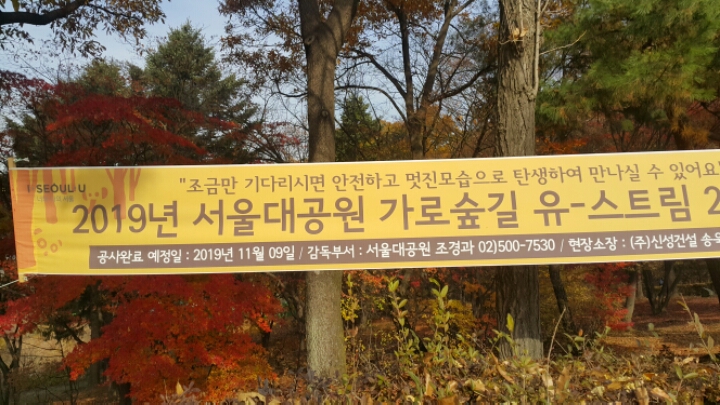 I SEOUL U
"조금만 기다리시면 안전하고 멋진모습으로 탄생하여 만나실 수 있어요
2019년 서울대공원 가로숲길 유-스트림 2
공사완료 예정일 : 2019년 11월 09일 / 감독부서 : 서울대공원 조경과 02)500-7530 / 현장소장 : (주)신성건설 송